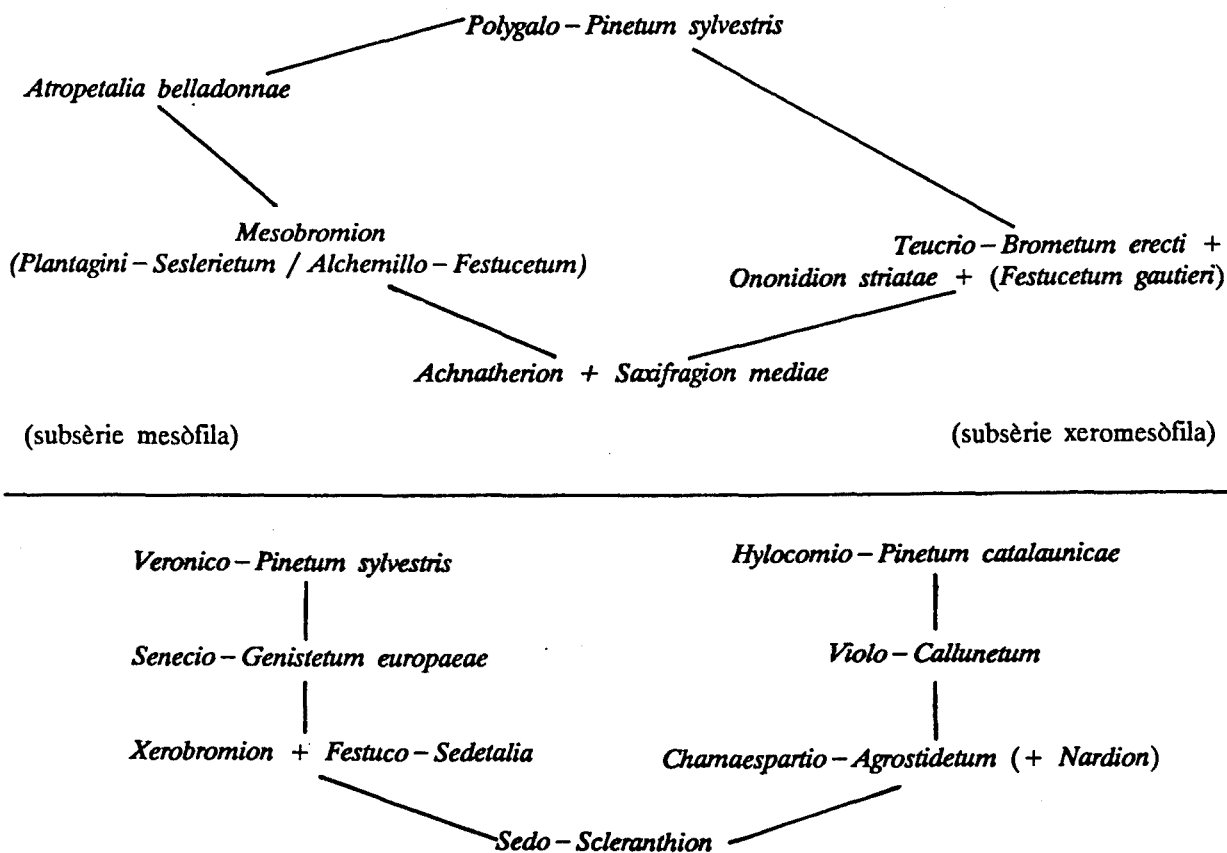 Polygalo – Pinetum sylvestris
Atropetalia belladonnae
Mesobromion
(Plantagini – Seslerietum / Alchemillo – Festucetum)
Teucrio – Brometum erecti +
Ononidion striatae + (Festucetum gautieri)
Achnatherion + Saxifragion mediae
(subsèrie mesòfila)
(subsèrie xeromesòfila)
Veronico – Pinetum sylvestris
Hylocomio – Pinetum catalaunicae
Senecio – Genistetum europaeae
Violo – Callunetum
Xerobromion + Festuco – Sedetalia
Chamaespartio – Agrostidetum (+ Nardion)
Sedo – Scleranthion